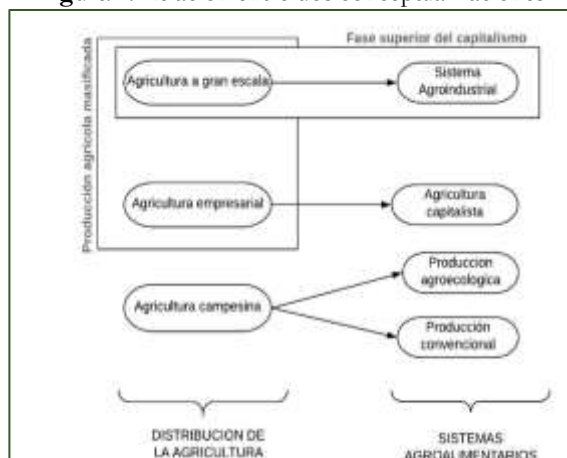 Fase superior del capitalismo
Producción agrícola masificada
Agricultura a gran escala
Sistema
Agroindustrial
Agricultura empresarial
Agricultura
capitalista
Produccion
agroecologica
Agricultura campesina
Producción
convencional
DISTRIBUCION DE
LA AGRICULTURA
SISTEMAS
AGROALIMENTARIOS